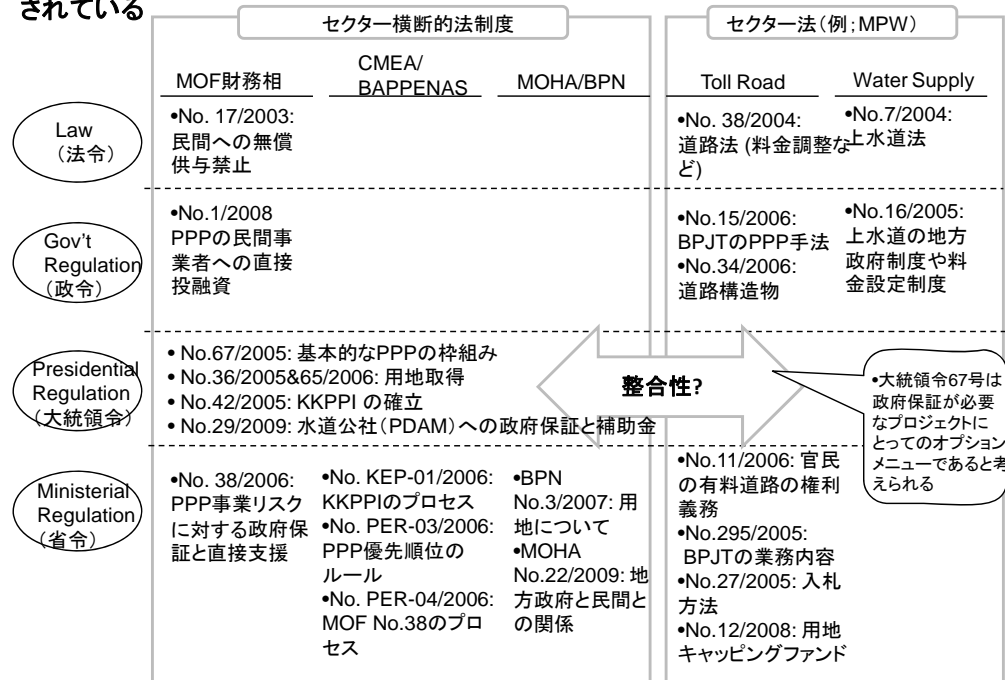 されている
セクター横断的法制度
セクター法(例;MPW)
MOF財務相
CMEA/
BAPPENAS
MOHA/BPN
Toll Road
Water Supply
Law
(法令)
•No. 17/2003:
民間への無償
供与禁止
•No. 38/2004:
道路法 (料金調整な
ど)
•No.7/2004:
上水道法
Gov't
Regulation
(政令)
•No.1/2008
PPPの民間事
業者への直接
投融資
•No.15/2006:
BPJTのPPP手法
•No.34/2006:
道路構造物
•No.16/2005:
上水道の地方
政府制度や料
金設定制度
Presidential
Regulation
(大統領令)
• No.67/2005: 基本的なPPPの枠組み
• No.36/2005&65/2006: 用地取得
• No.42/2005: KKPPI の確立
• No.29/2009: 水道公社(PDAM)への政府保証と補助金
整合性?
•大統領令67号は
政府保証が必要
なプロジェクトに
とってのオプション
メニューであると考
えられる
Ministerial
Regulation
(省令)
•No. 38/2006:
PPP事業リスク
に対する政府保
証と直接支援
•No. KEP-01/2006:
KKPPIのプロセス
•No. PER-03/2006:
PPP優先順位の
ルール
•No. PER-04/2006:
MOF No.38のプロ
セス
•BPN
No.3/2007: 用
地について
•MOHA
No.22/2009: 地
方政府と民間と
の関係
•No.11/2006: 官民
の有料道路の権利
義務
•No.295/2005:
BPJTの業務内容
•No.27/2005: 入札
方法
•No.12/2008: 用地
キャッピングファンド